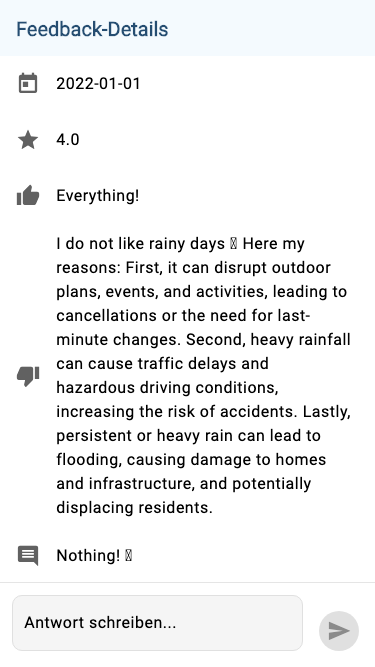 Feedback-Details
2022-01-01
4.0
Everything!
I do not like rainy days Here my
reasons: First, it can disrupt outdoor
plans, events, and activities, leading to
cancellations or the need for last-
minute changes. Second, heavy rainfall
can cause traffic delays and
hazardous driving conditions,
increasing the risk of accidents. Lastly,
persistent or heavy rain can lead to
flooding, causing damage to homes
and infrastructure, and potentially
displacing residents.
Nothing!
Antwort schreiben...